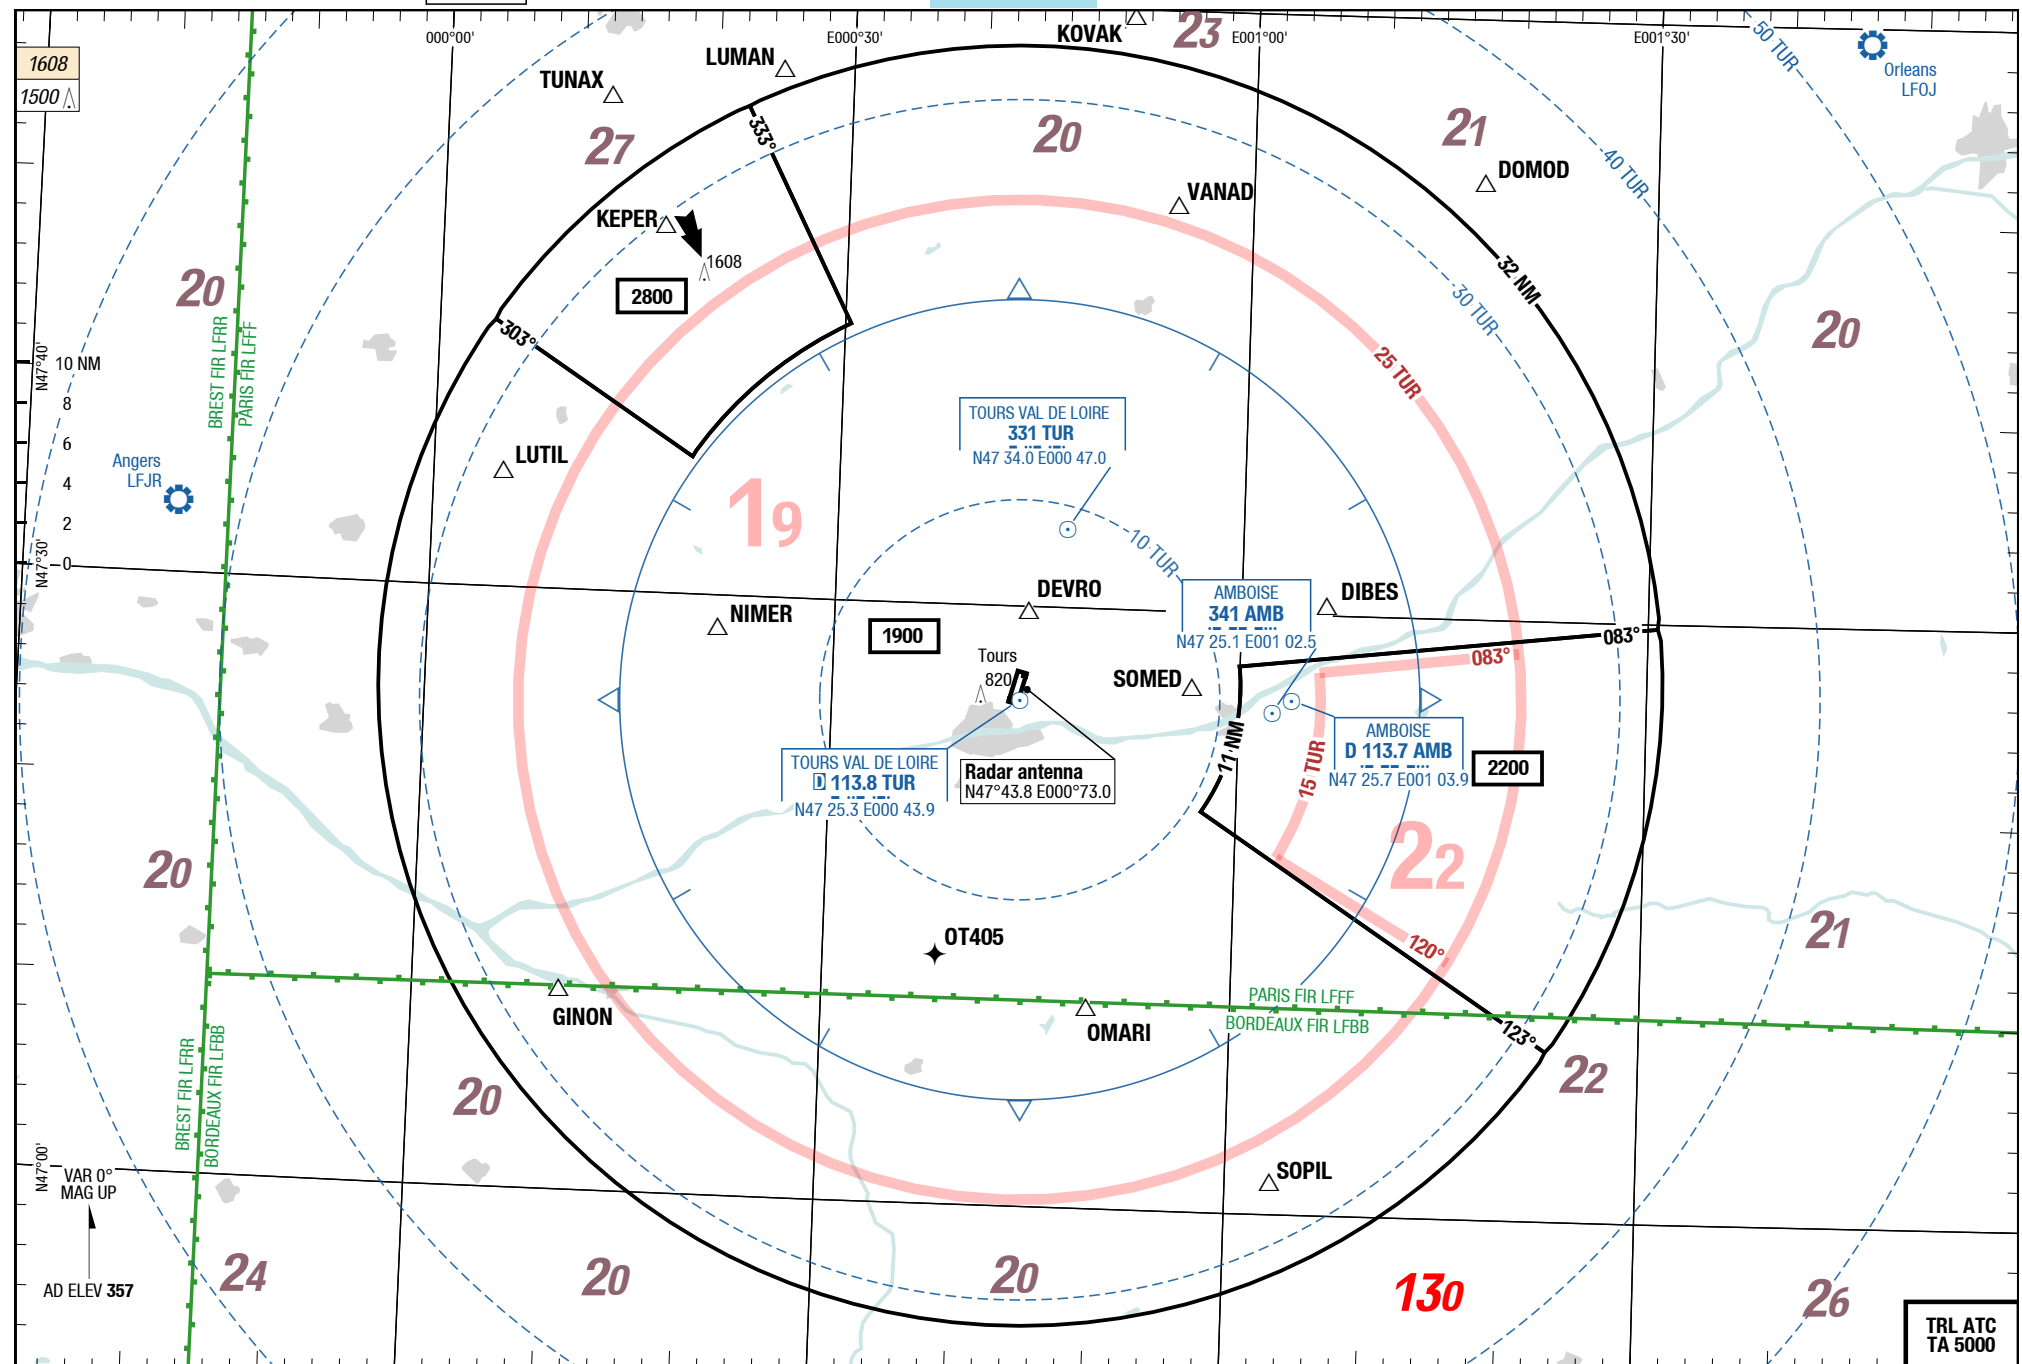 000°00'
E000°30'
KOVAK
23
E001°00'
E001°30'
50 TUR
Orleans
LFOJ
1608
1500
TUNAX
LUMAN
27
333°
20
21
40 TUR
DOMOD
VANAD
KEPER
1608
2800
303°
20
BREST FIR LFRR
PARIS FIR LFF
32 NM
30 TUR
25 TUR
20
N47°40'
10 NM
8
6
4
2
0
N47°30'
Angers
LFJR
LUTIL
19
TOURS VAL DE LOIRE
331 TUR
N47 34.0 E000 47.0
10 TUR
NIMER
DEVRO
1900
AMBOISE
341 AMB
N47 25.1 E001 02.5
DIBES
083°
083°
Tours
820
SOMED
11 NM
15 TUR
AMBOISE
D 113.7 AMB
N47 25.7 E001 03.9
2200
TOURS VAL DE LOIRE
D 113.8 TUR
N47 25.3 E000 43.9
Radar antenna
N47°43.8 E000°73.0
22
20
21
OT405
120°
GINON
OMARI
PARIS FIR LFFF
BORDEAUX FIR LFBB
123°
22
BREST FIR LFRR
BORDEAUX FIR LFBB
20
N47°00'
VAR 0°
MAG UP
AD ELEV 357
SOPIL
24
20
20
130
26
TRL ATC
TA 5000